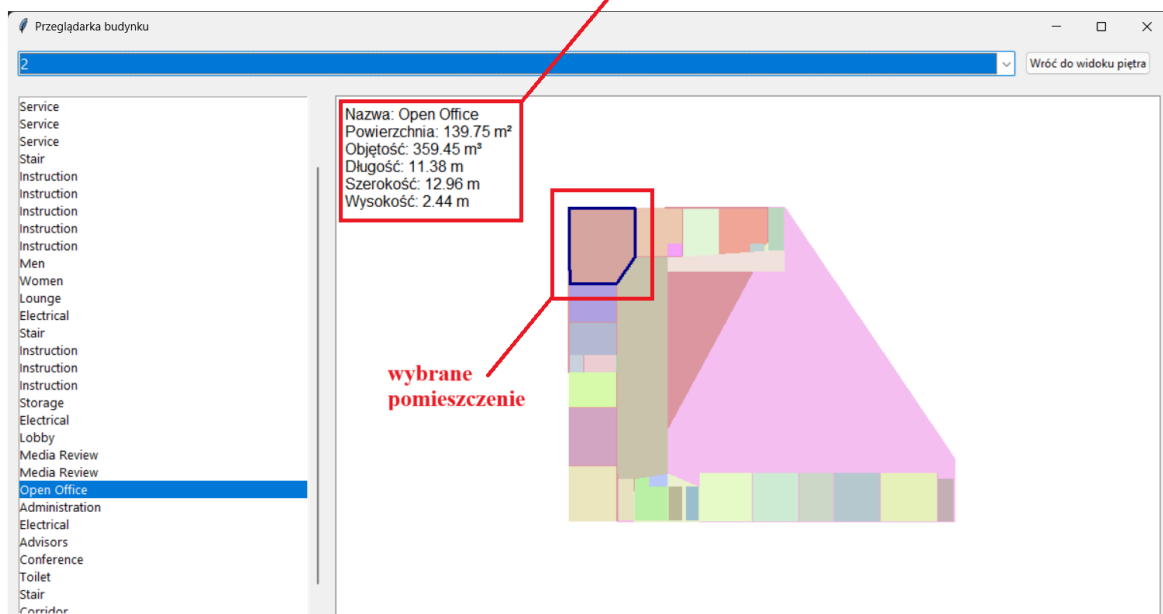 Przeglądarka budynku
2
Wróć do widoku piętra
Service
Service
Service
Stair
Instruction
Instruction
Instruction
Instruction
Instruction
Men
Women
Lounge
Electrical
Stair
Instruction
Instruction
Instruction
Storage
Electrical
Lobby
Media Review
Media Review
Open Office
Administration
Electrical
Advisors
Conference
Toilet
Stair
Corridor
Nazwa: Open Office
Powierzchnia: 139.75 m²
Objętość: 359.45 m³
Długość: 11.38 m
Szerokość: 12.96 m
Wysokość: 2.44 m
wybrane
pomieszczenie